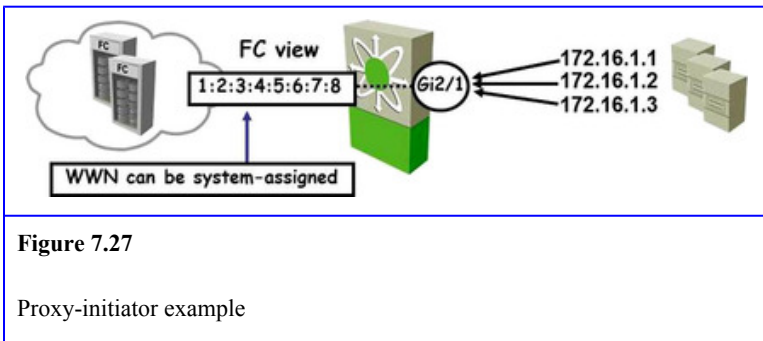 FC view
FC
FC
1:2:3:4:5:6:7:8
Gi2/1
172.16.1.1
172.16.1.2
172.16.1.3
WWN can be system-assigned
Figure 7.27
Proxy-initiator example